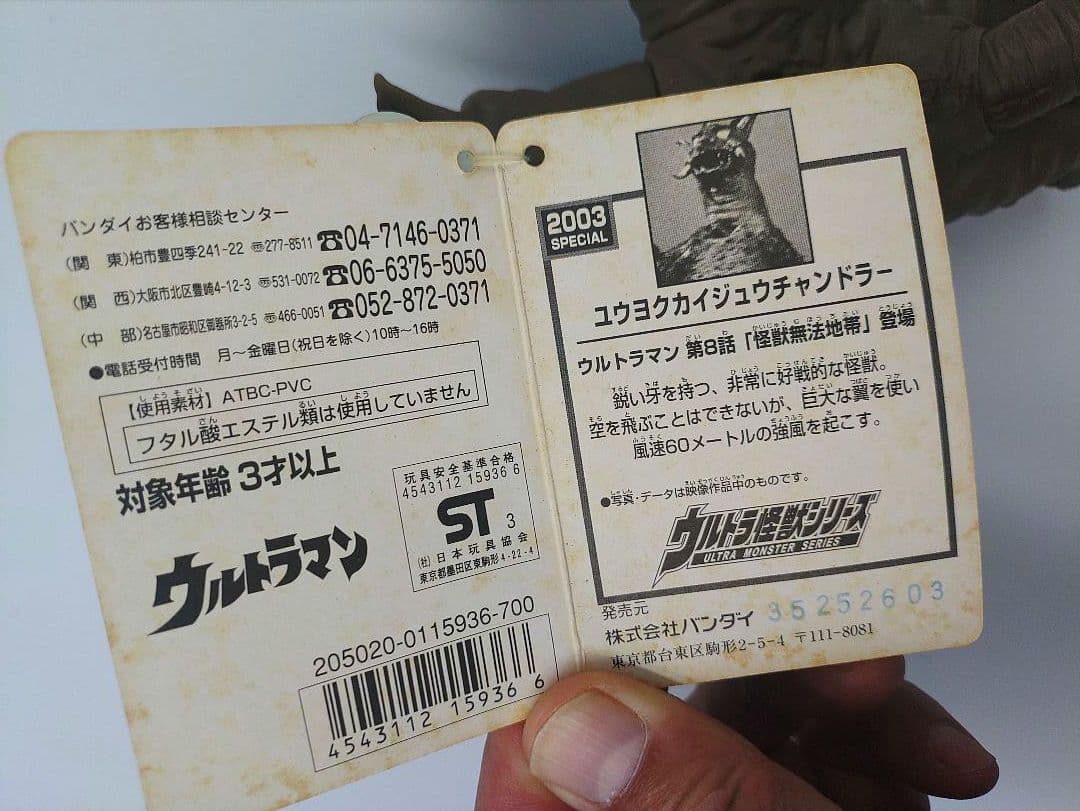 バンダイお客様相談センター
(関 東)柏市豊四季241-22 〠277-8511 ☎04-7146-0371
(関 西)大阪市北区豊崎4-12-3 〠531-0072 ☎06-6375-5050
(中 部)名古屋市昭和区御器所3-2-5 〠466-0051 ☎052-872-0371
●電話受付時間 月～金曜日(祝日を除く)10時～16時
【使用素材】ATBC-PVC
フタル酸エステル類は使用していません
対象年齢 3才以上
玩具安全基準合格
4543112 15936 6
ST 3
(社)日本玩具協会
東京都墨田区東駒形4-22-4
ウルトラマン
205020-0115936-700
4543112 15936 6
2003
SPECIAL
ユウヨクカイジュウチャンドラー
ウルトラマン 第8話「怪獣無法地帯」登場
鋭い牙を持つ、非常に好戦的な怪獣。
空を飛ぶことはできないが、巨大な翼を使い
風速60メートルの強風を起こす。
●写真・データは映像作品中のものです。
ウルトラ怪獣シリーズ
ULTRA MONSTER SERIES
発売元
株式会社バンダイ 35252603
東京都台東区駒形2-5-4 〒111-8081